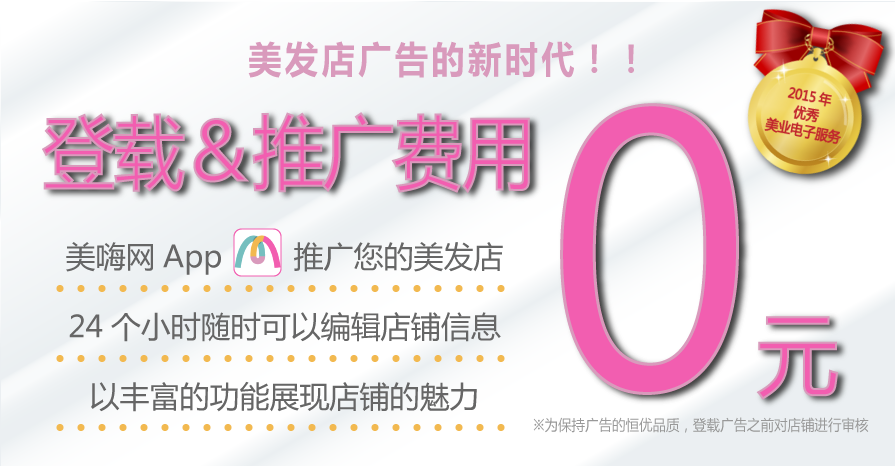 美发店广告的新时代！！
2015 年
优秀
美业电子服务
登载&推广费用
0元
美嗨网 App 推广您的美发店
24 个小时随时可以编辑店铺信息
以丰富的功能展现店铺的魅力
※为保持广告的恒优品质，登载广告之前对店铺进行审核